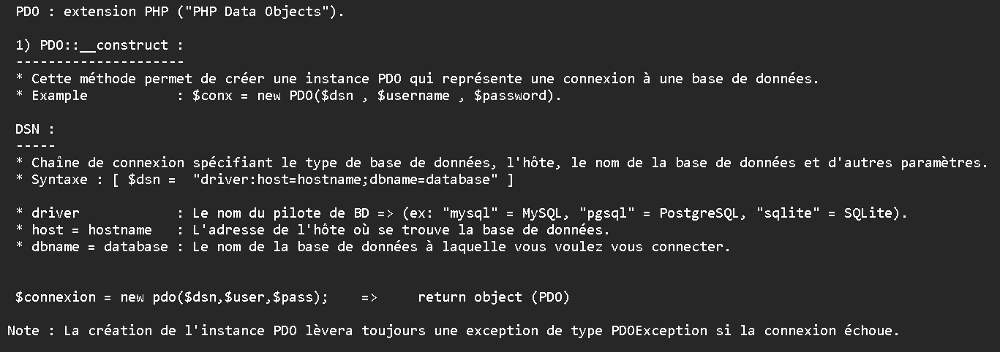 PDO : extension PHP ("PHP Data Objects").
1) PDO::__construct :
---------------------
* Cette méthode permet de créer une instance PDO qui représente une connexion à une base de données.
* Example : $conx = new PDO($dsn , $username , $password).
DSN :
-----
* Chaîne de connexion spécifiant le type de base de données, l'hôte, le nom de la base de données et d'autres paramètres.
* Syntaxe : [ $dsn = "driver:host=hostname;dbname=database" ]
* driver : Le nom du pilote de BD => (ex: "mysql" = MySQL, "pgsql" = PostgreSQL, "sqlite" = SQLite).
* host = hostname : L'adresse de l'hôte où se trouve la base de données.
* dbname = database : Le nom de la base de données à laquelle vous voulez vous connecter.
$connexion = new pdo($dsn,$user,$pass); => return object (PDO)
Note : La création de l'instance PDO lèvera toujours une exception de type PDOException si la connexion échoue.